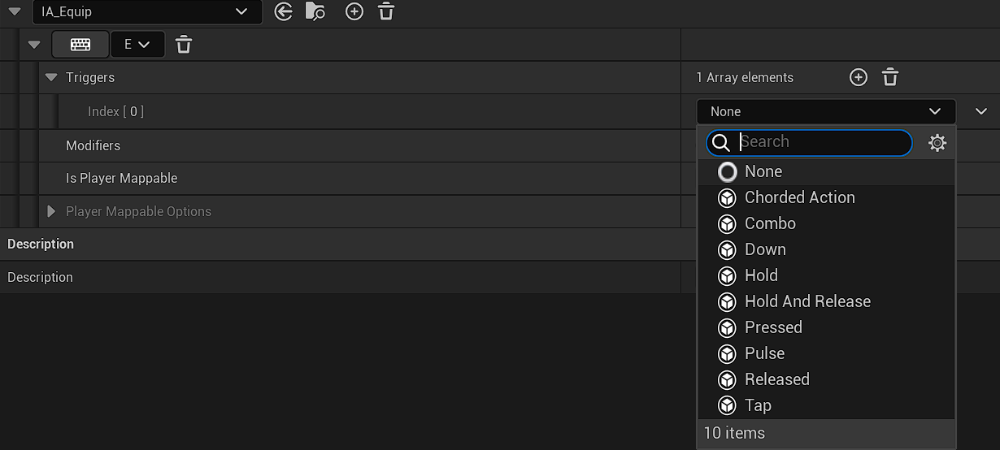 IA_Equip
E
Triggers
1 Array elements
Index [ 0 ]
None
Modifiers
Search
Is Player Mappable
None
Player Mappable Options
Chorded Action
Combo
Description
Down
Description
Hold
Hold And Release
Pressed
Pulse
Released
Tap
10 items